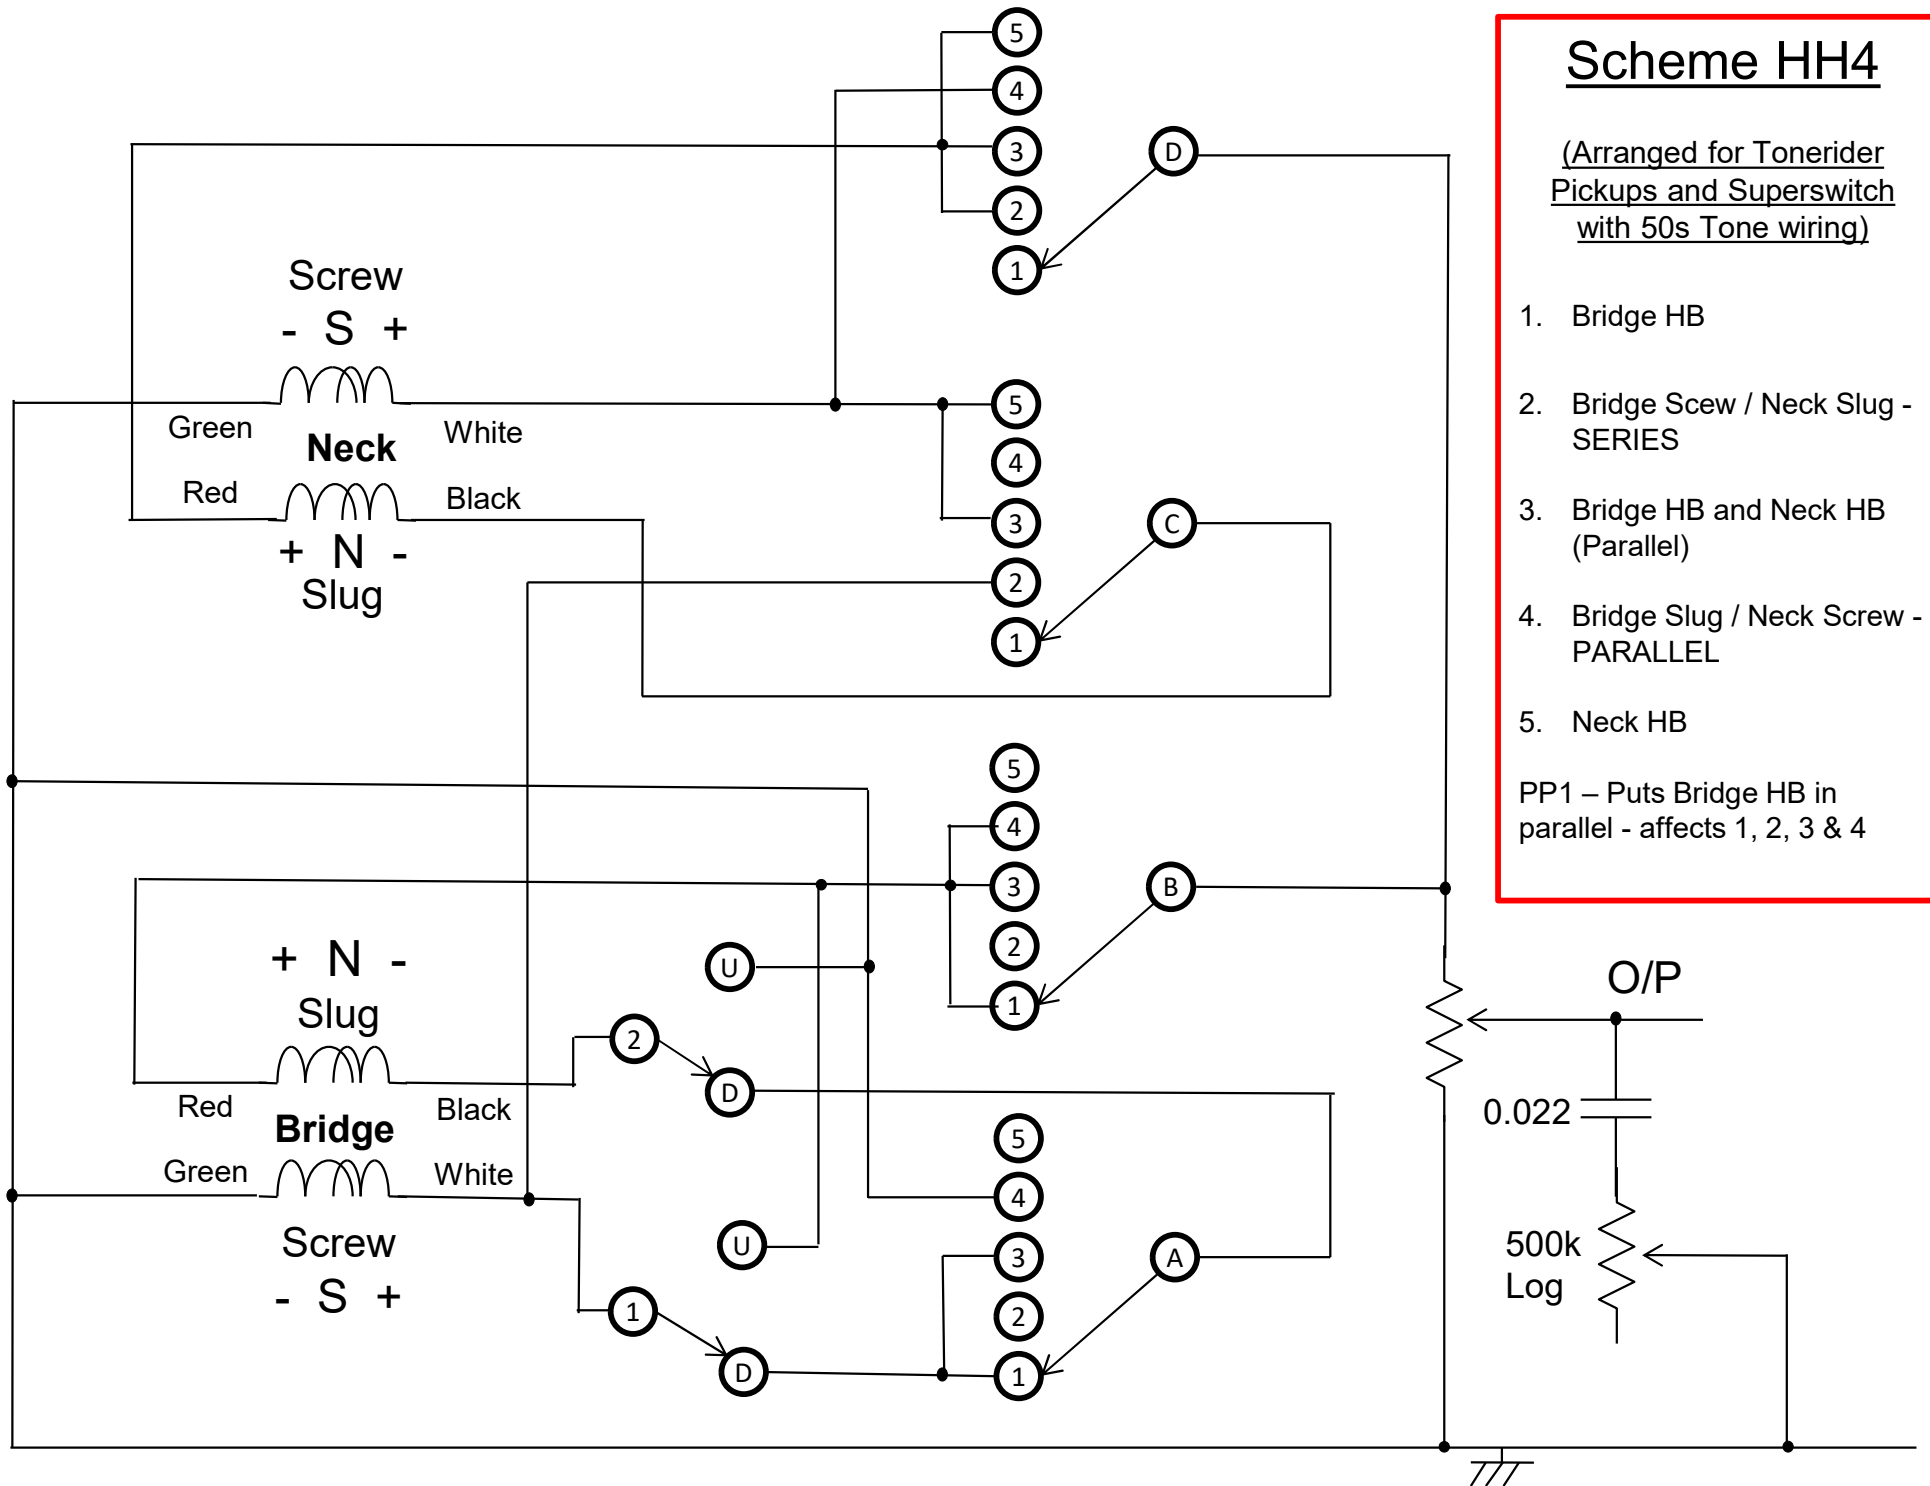 Scheme HH4
(Arranged for Tonerider
Pickups and Superswitch
with 50s Tone wiring)
1. Bridge HB
2. Bridge Scew / Neck Slug -
SERIES
3. Bridge HB and Neck HB
(Parallel)
4. Bridge Slug / Neck Screw -
PARALLEL
5. Neck HB
PP1 – Puts Bridge HB in
parallel - affects 1, 2, 3 & 4
5
4
3
D
2
1
Screw
- S +
Green
White
Neck
Red
Black
+ N -
Slug
5
4
3
C
2
1
5
4
3
B
2
1
+ N -
Slug
U
2
D
Red
Black
Bridge
Green
White
Screw
- S +
U
1
D
5
4
3
A
2
1
O/P
0.022
500k
Log